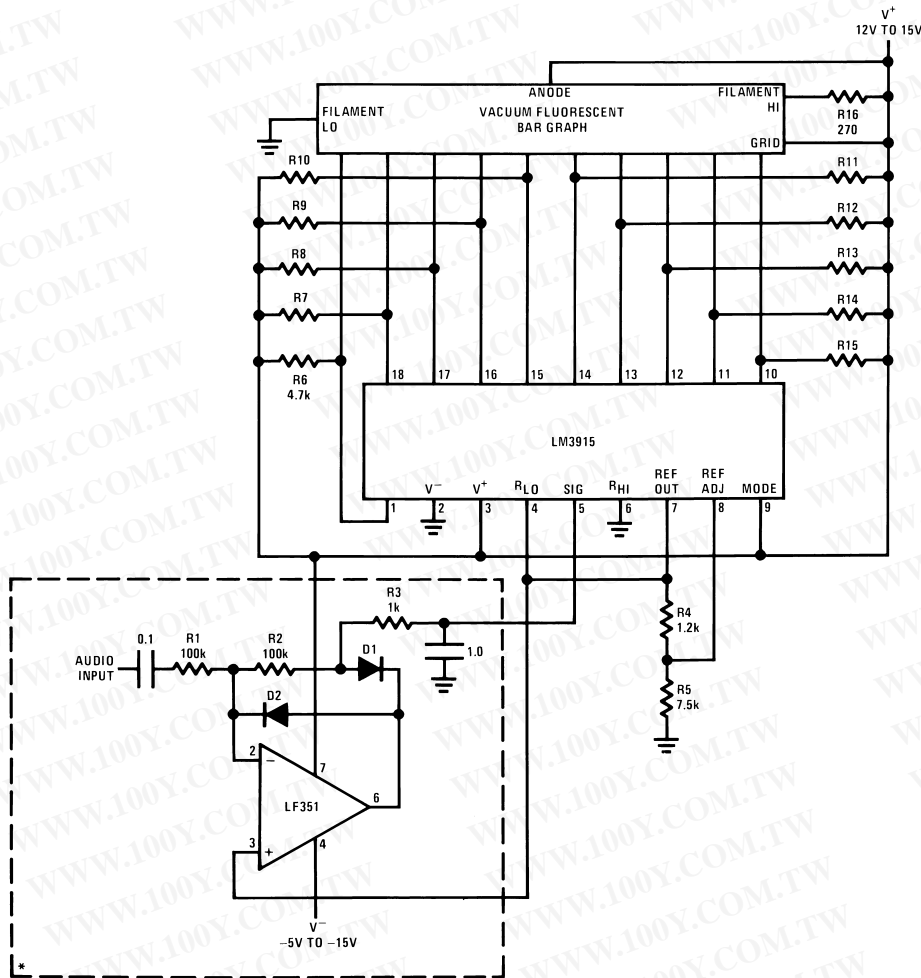 V+
12V TO 15V
ANODE
FILAMENT
LO
VACUUM FLUORESCENT
BAR GRAPH
FILAMENT
HI
GRID
R16
270
R10
R11
R9
R12
R8
R13
R7
R14
R6
4.7k
R15
18
17
16
15
14
13
12
11
10
LM3915
V−
V+
RLO
SIG
RHI
REF
OUT
REF
ADJ
MODE
1
2
3
4
5
6
7
8
9
R3
1k
R4
1.2k
0.1
R1
100k
R2
100k
D1
1.0
AUDIO
INPUT
D2
R5
7.5k
2
−
7
LF351
6
3
+
4
V−
−5V TO −15V
*
WWW.100Y.COM.TW